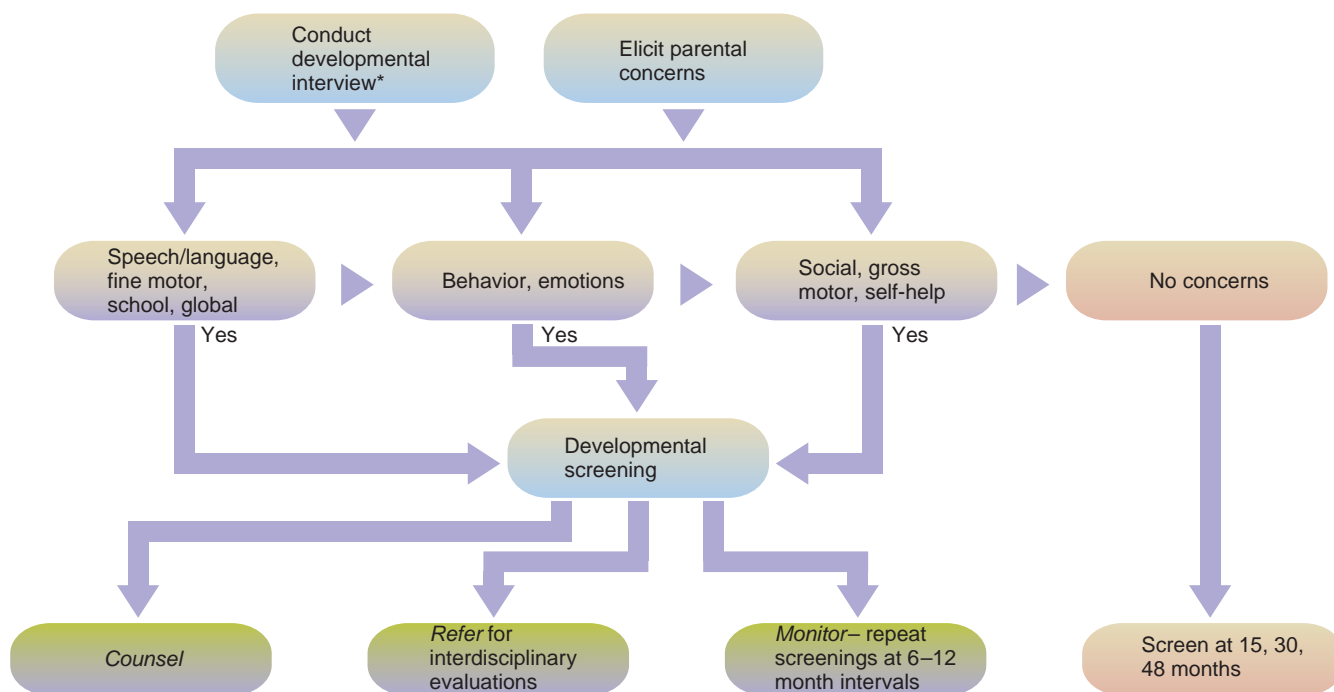 Conduct
developmental
interview*
Elicit parental
concerns
Speech/language,
fine motor,
school, global
Behavior, emotions
Social, gross
motor, self-help
No concerns
Yes
Yes
Yes
Developmental
screening
Counsel
Refer for
interdisciplinary
evaluations
Monitor– repeat
screenings at 6–12
month intervals
Screen at 15, 30,
48 months